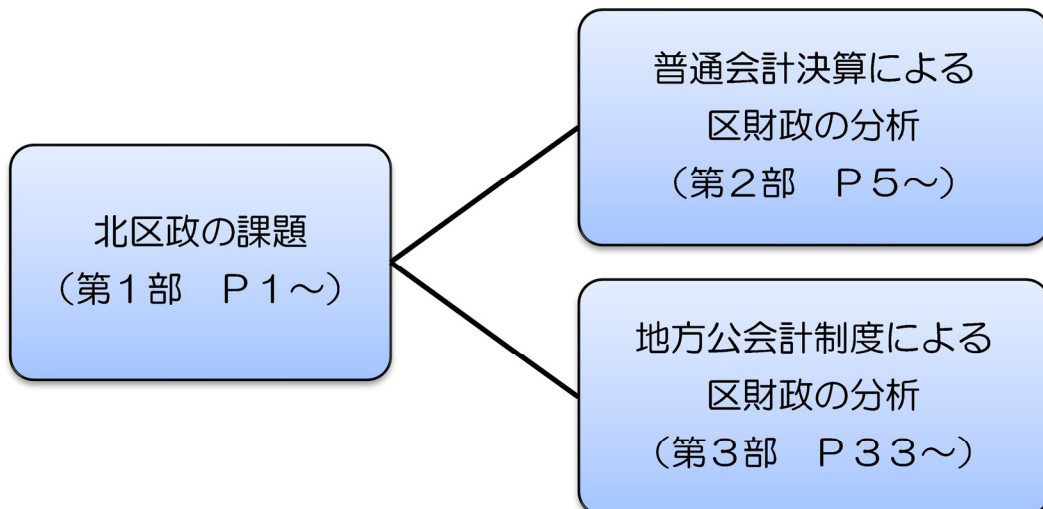 北区政の課題
（第１部　Ｐ１～）
普通会計決算による
区財政の分析
（第２部　Ｐ５～）
地方公会計制度による
区財政の分析
（第３部　Ｐ３３～）